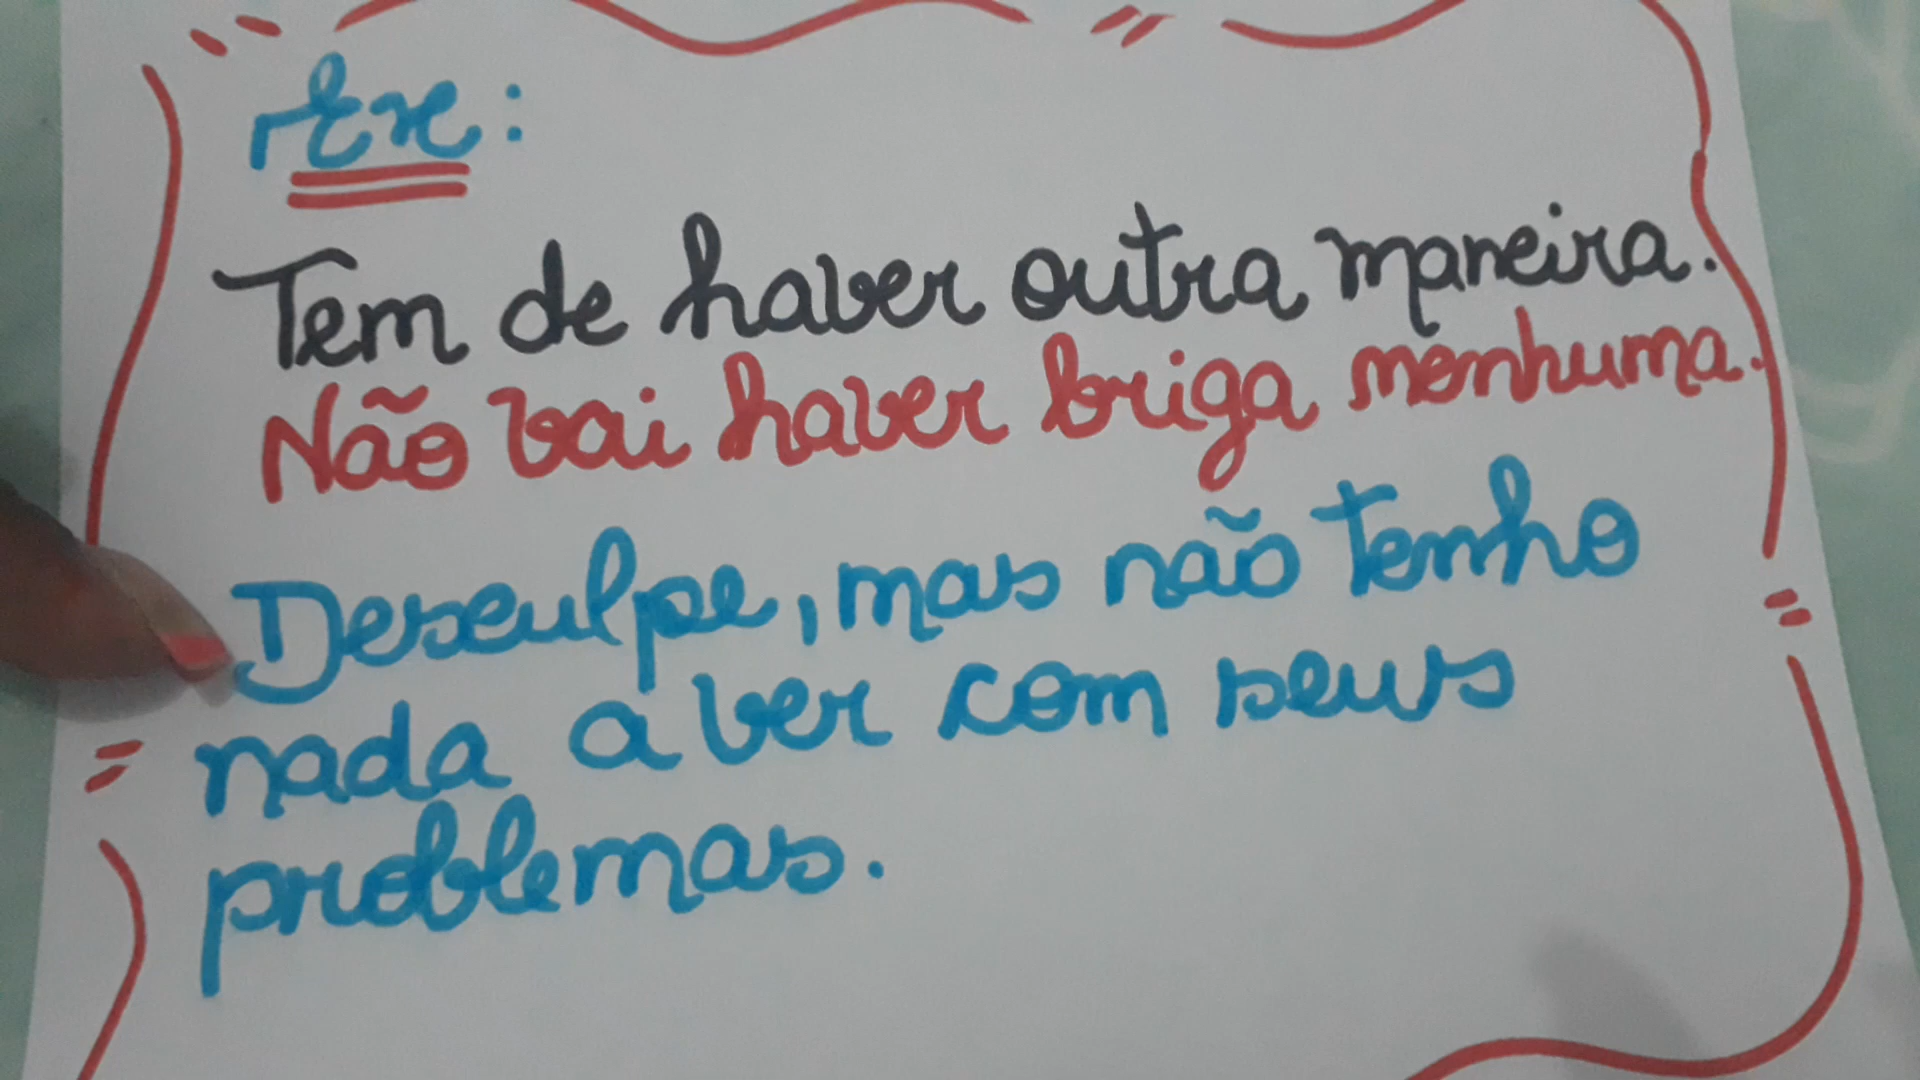 Ex:
Tem de haver outra maneira.
Não vai haver briga nenhuma.
Desculpe, mas não tenho
nada a ver com seus
problemas.